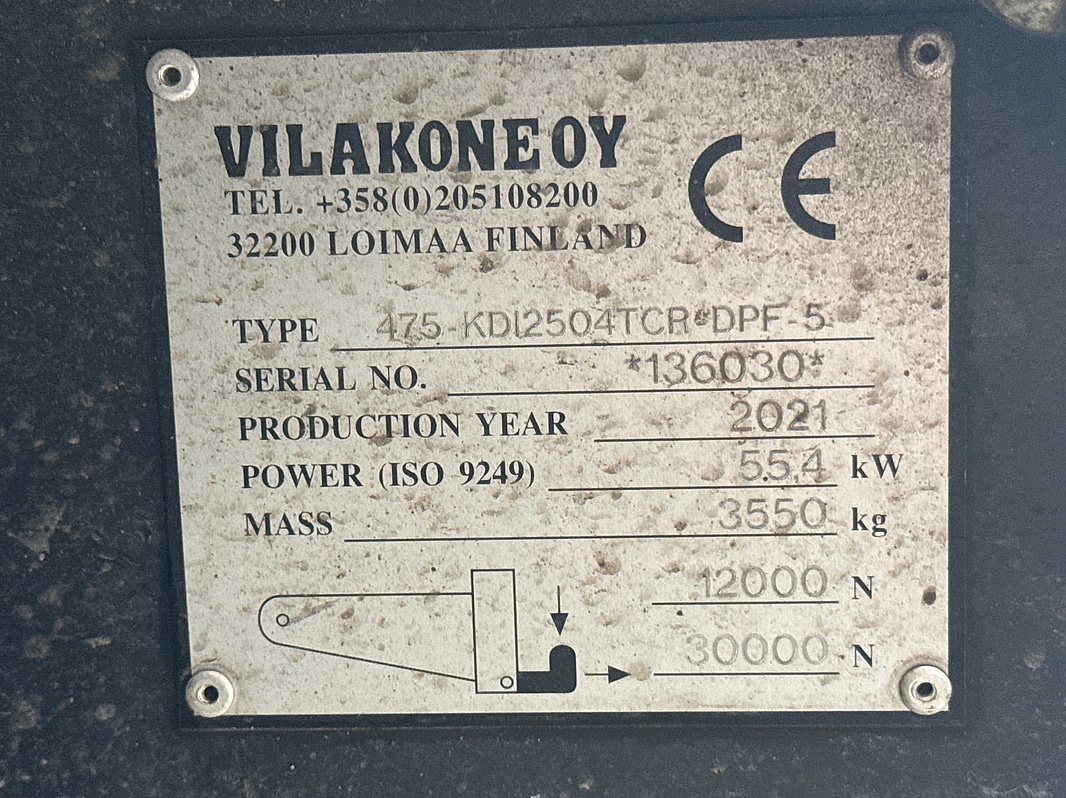 VILAKONE OY
TEL. +358(0)205108200
32200 LOIMAA FINLAND
CE
TYPE 475-KDI2504TCR-DPF-5
SERIAL NO. *136030*
PRODUCTION YEAR 2021
POWER (ISO 9249) 55.4 kW
MASS 3550 kg
12000 N
30000 N